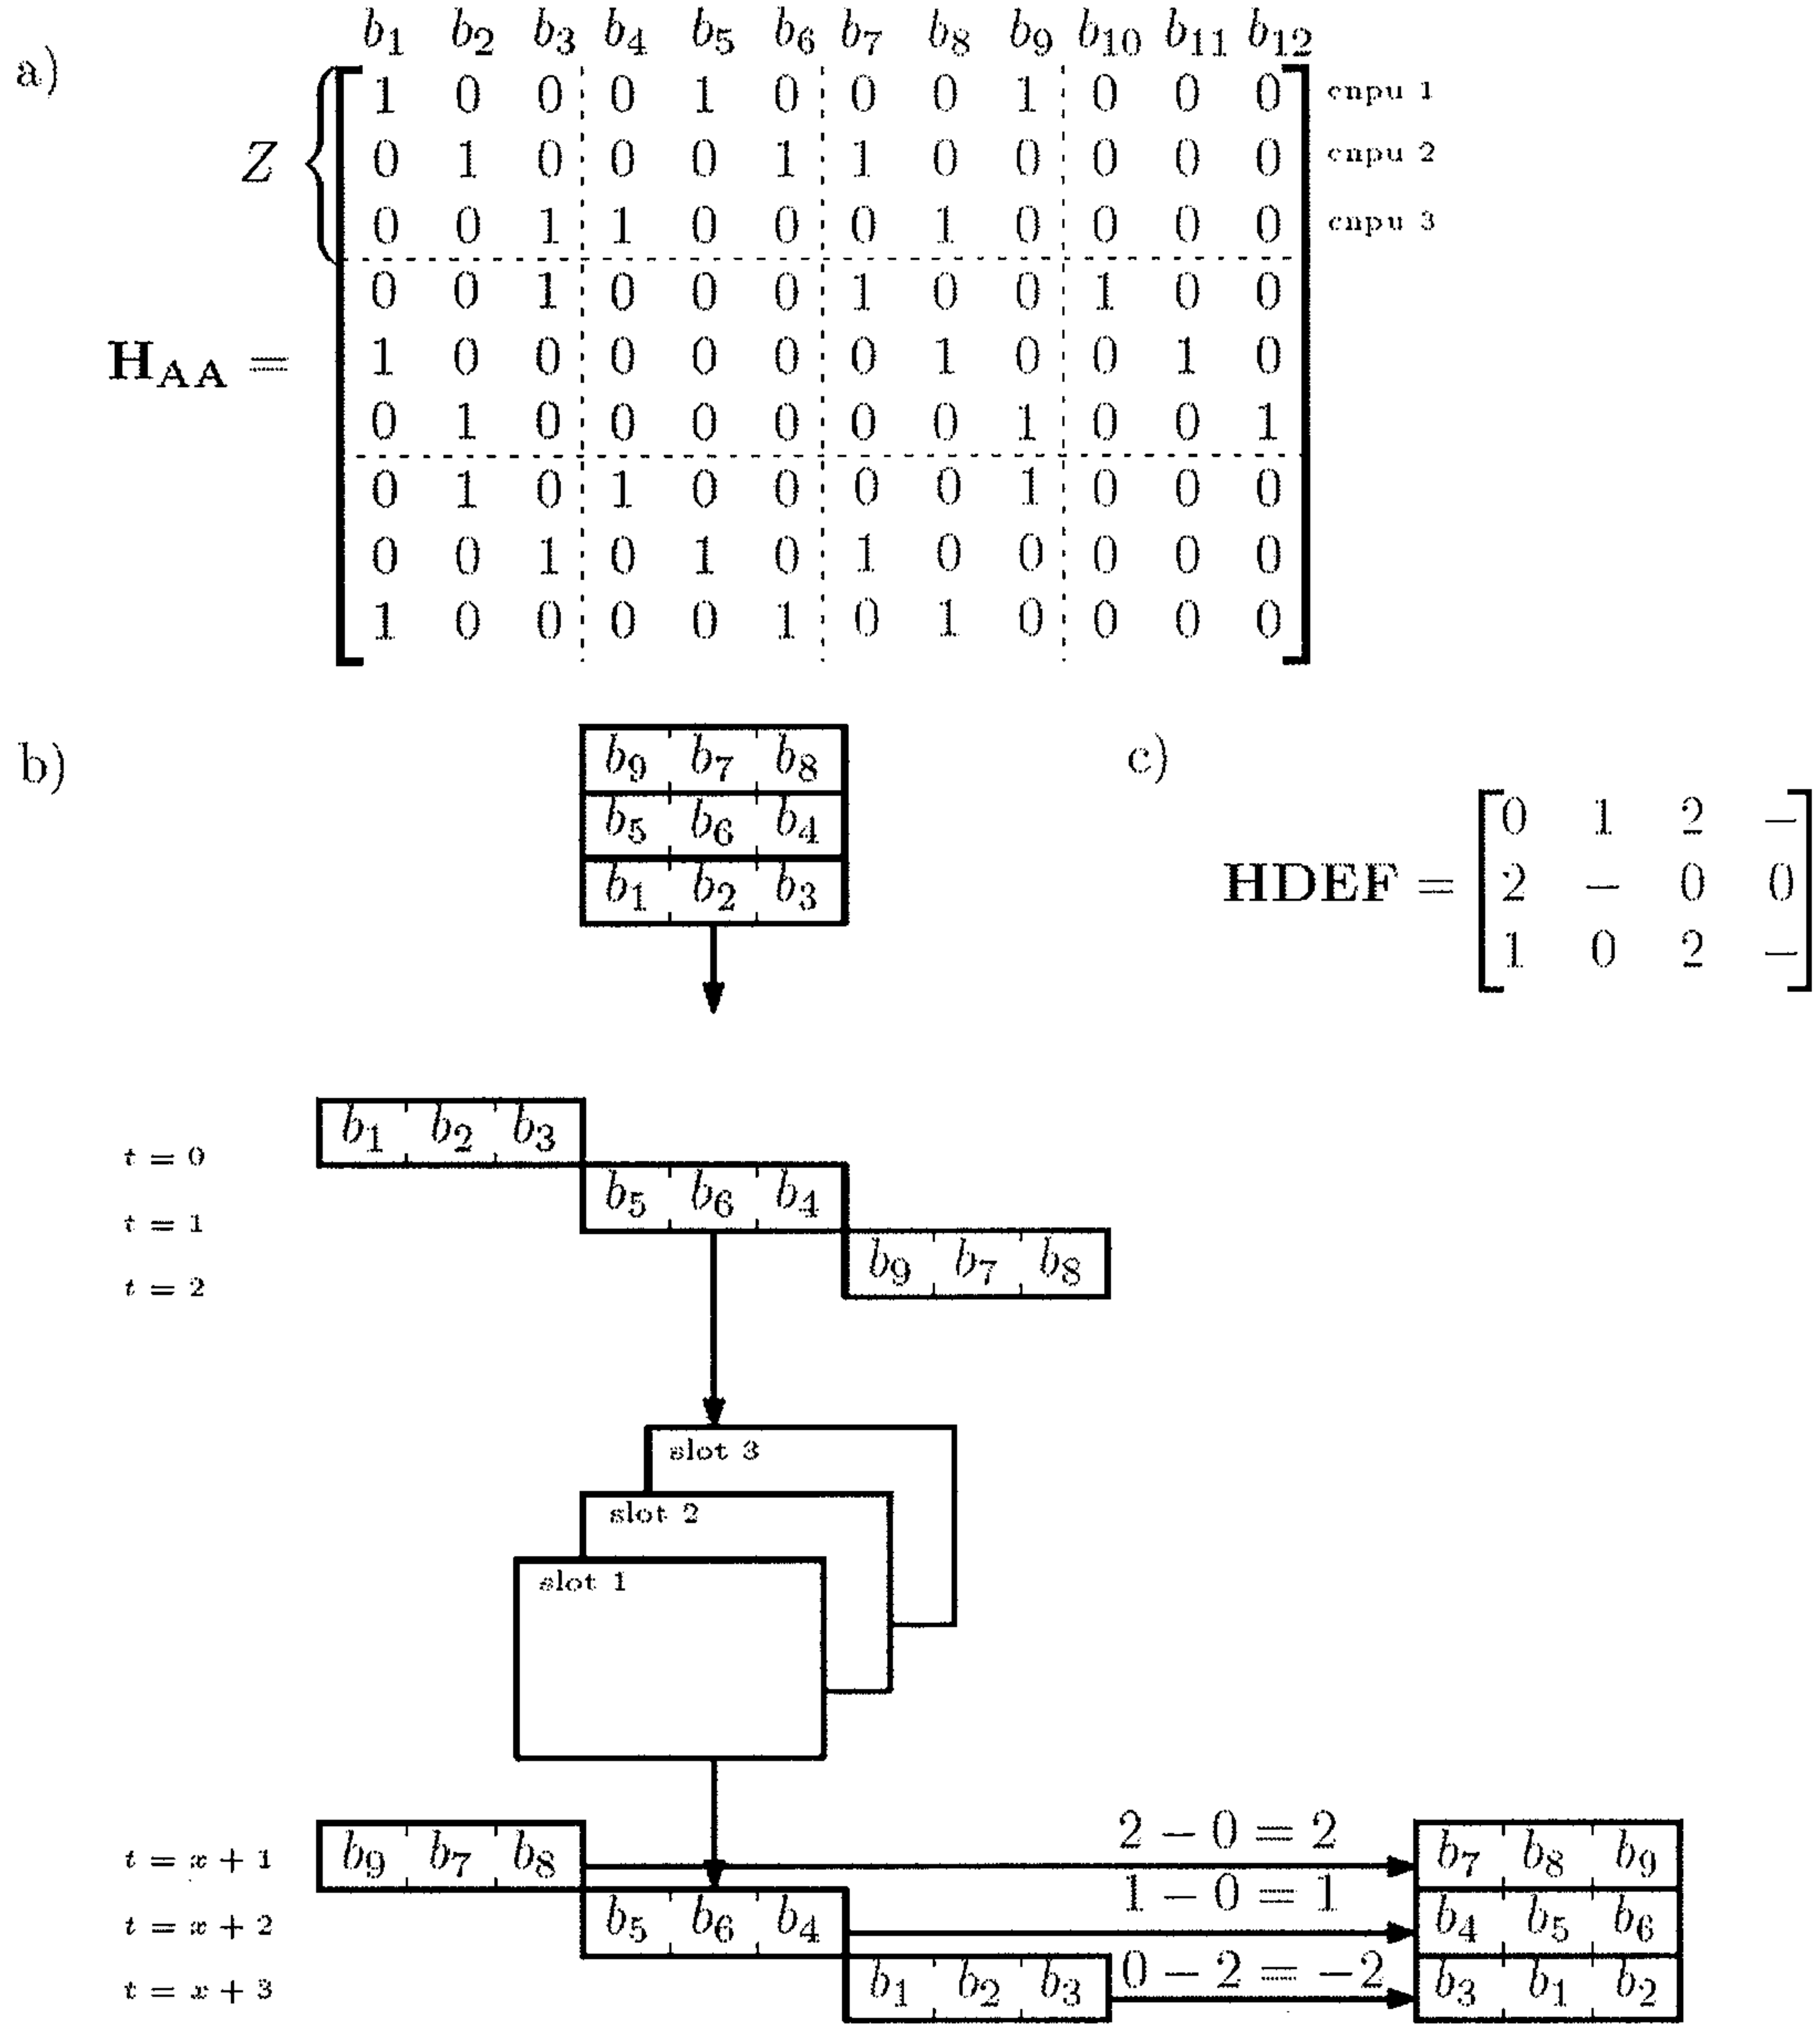 a)
b₁ b₂ b₃ b₄ b₅ b₆ b₇ b₈ b₉ b₁₀ b₁₁ b₁₂
1 0 0 0 1 0 0 0 1 0 0 0 cnpu 1
Z 0 1 0 0 0 1 1 0 0 0 0 0 cnpu 2
0 0 1 1 0 0 0 1 0 0 0 0 cnpu 3
0 0 1 0 0 0 1 0 0 1 0 0
H_AA = 1 0 0 0 0 0 0 1 0 0 1 0
0 1 0 0 0 0 0 0 1 0 0 1
0 1 0 1 0 0 0 0 1 0 0 0
0 0 1 0 1 0 1 0 0 0 0 0
1 0 0 0 0 1 0 1 0 0 0 0
b)
b₉ b₇ b₈
b₅ b₆ b₄
b₁ b₂ b₃
c)
0 1 2 −
HDEF = 2 − 0 0
1 0 2 −
b₁ b₂ b₃
t = 0
b₅ b₆ b₄
t = 1
b₉ b₇ b₈
t = 2
slot 3
slot 2
slot 1
t = x + 1 b₉ b₇ b₈ 2 − 0 = 2 b₇ b₈ b₉
t = x + 2 b₅ b₆ b₄ 1 − 0 = 1 b₄ b₅ b₆
t = x + 3 b₁ b₂ b₃ 0 − 2 = −2 b₃ b₁ b₂